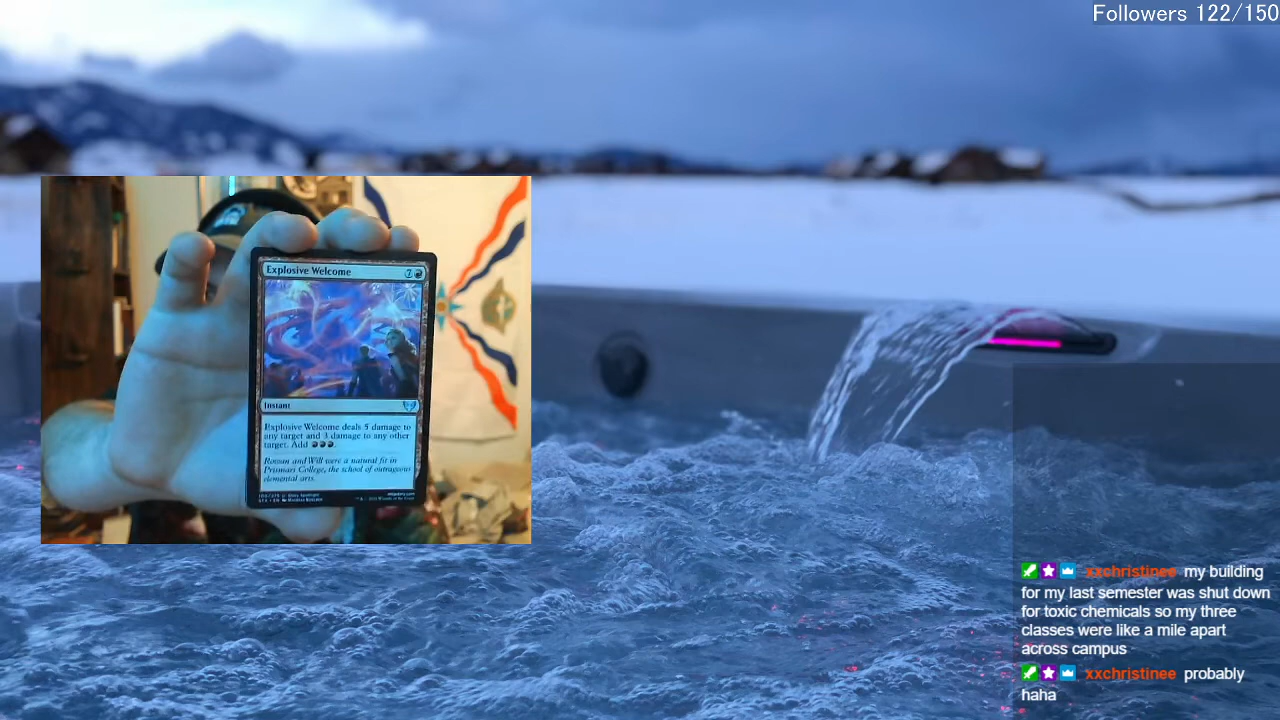 Followers 122/150
Explosive Welcome
7
Instant
Explosive Welcome deals 5 damage to
any target and 3 damage to any other
target. Add
Rowan and Will were a natural fit in
Prismari College, the school of outrageous
elemental arts.
xxchristinee my building
for my last semester was shut down
for toxic chemicals so my three
classes were like a mile apart
across campus
xxchristinee probably
haha